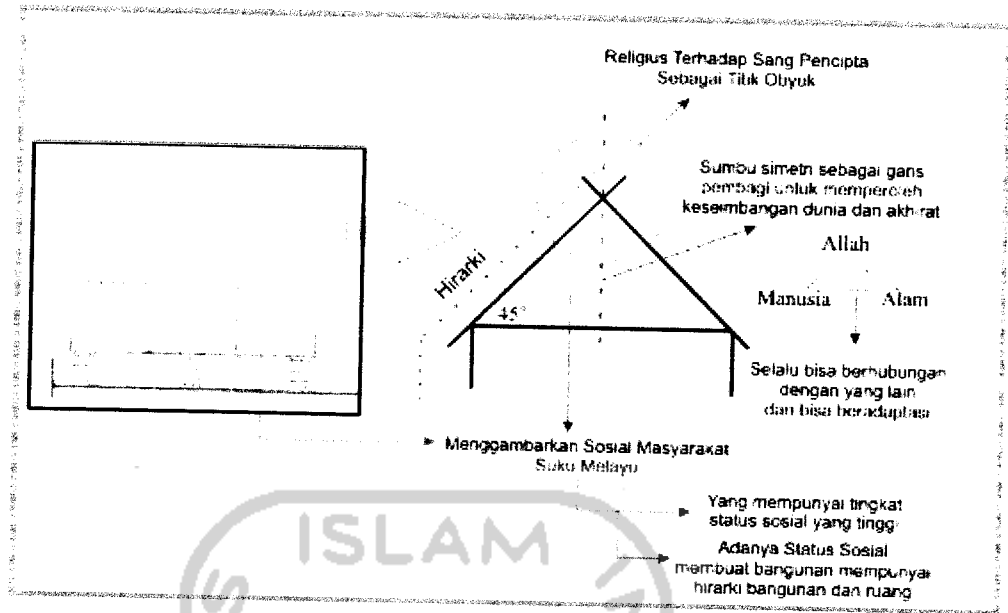 Religius Terhadap Sang Pencipta
Sebagai Titik Obyuk
Sumbu simetri sebagai garis
pembagi untuk memperoleh
keseimbangan dunia dan akhirat
Allah
Manusia Alam
Hirarki
45°
Selalu bisa berhubungan
dengan yang lain
dan bisa beradaptasi
Menggambarkan Sosial Masyarakat
Suku Melayu
Yang mempunyai tingkat
status sosial yang tinggi
Adanya Status Sosial
membuat bangunan mempunyai
hirarki bangunan dan ruang
ISLAM